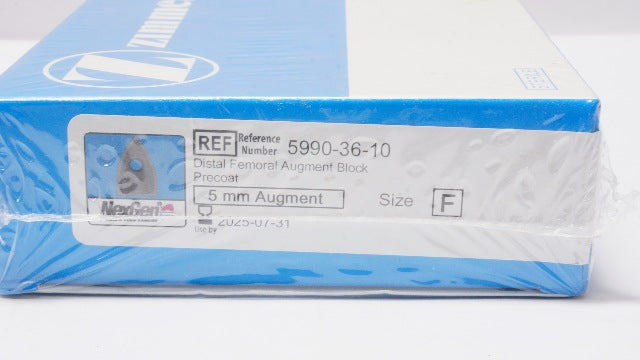 zimmer
REF Reference Number 5990-36-10
Distal Femoral Augment Block
Precoat
5 mm Augment Size F
NexGen
2025-07-31
Use by